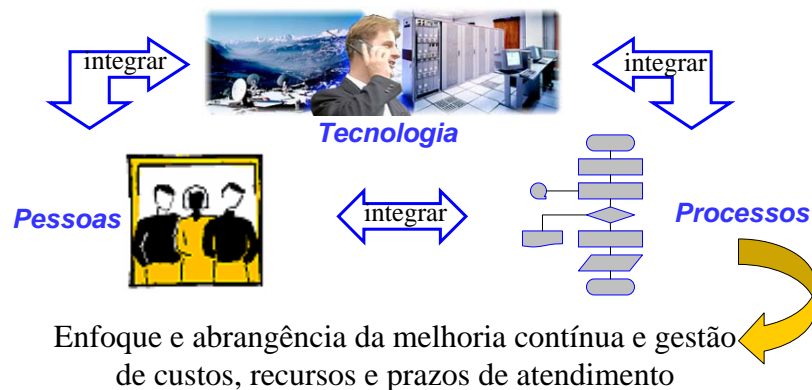 integrar
integrar
Tecnologia
Pessoas
integrar
Processos
Enfoque e abrangência da melhoria contínua e gestão
de custos, recursos e prazos de atendimento